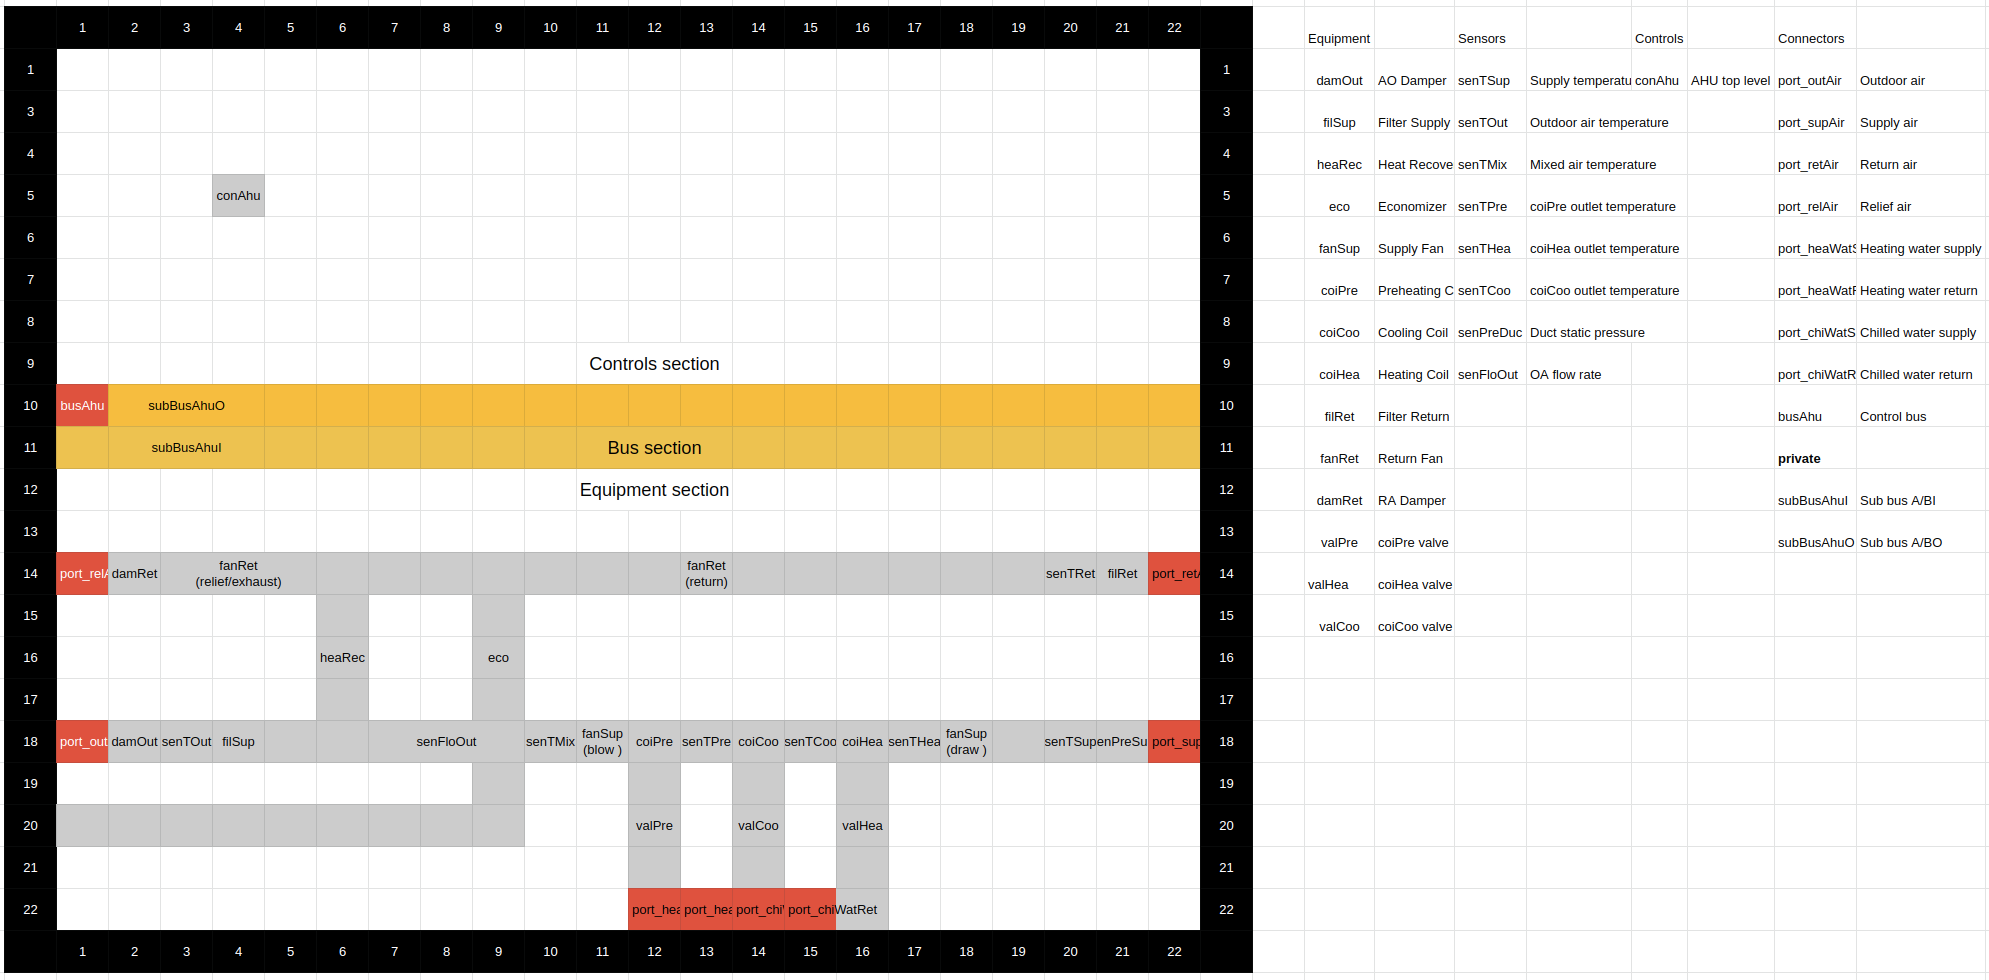 1 2 3 4 5 6 7 8 9 10 11 12 13 14 15 16 17 18 19 20 21 22
Equipment Sensors Controls Connectors
1 1
damOut AO Damper senTSup Supply temperatu conAhu AHU top level port_outAir Outdoor air
3 3
filSup Filter Supply senTOut Outdoor air temperature port_supAir Supply air
4 4
heaRec Heat Recove senTMix Mixed air temperature port_retAir Return air
5 conAhu 5
eco Economizer senTPre coiPre outlet temperature port_relAir Relief air
6 6
fanSup Supply Fan senTHea coiHea outlet temperature port_heaWatS Heating water supply
7 7
coiPre Preheating C senTCoo coiCoo outlet temperature port_heaWatR Heating water return
8 8
coiCoo Cooling Coil senPreDuc Duct static pressure port_chiWatS Chilled water supply
9 Controls section 9
coiHea Heating Coil senFloOut OA flow rate port_chiWatR Chilled water return
10 busAhu subBusAhuO 10
filRet Filter Return busAhu Control bus
11 subBusAhuI Bus section 11
fanRet Return Fan private
12 Equipment section 12
damRet RA Damper subBusAhuI Sub bus A/BI
13 13
valPre coiPre valve subBusAhuO Sub bus A/BO
14 port_relA damRet fanRet (relief/exhaust) fanRet (return) senTRet filRet port_retA 14
valHea coiHea valve
15 15
valCoo coiCoo valve
16 heaRec eco 16
17 17
18 port_out damOut senTOut filSup senFloOut senTMix fanSup (blow ) coiPre senTPre coiCoo senTCoo coiHea senTHea fanSup (draw ) senTSup enPreSu port_sup 18
19 19
20 valPre valCoo valHea 20
21 21
22 port_hea port_hea port_chi port_chiWatRet 22
1 2 3 4 5 6 7 8 9 10 11 12 13 14 15 16 17 18 19 20 21 22